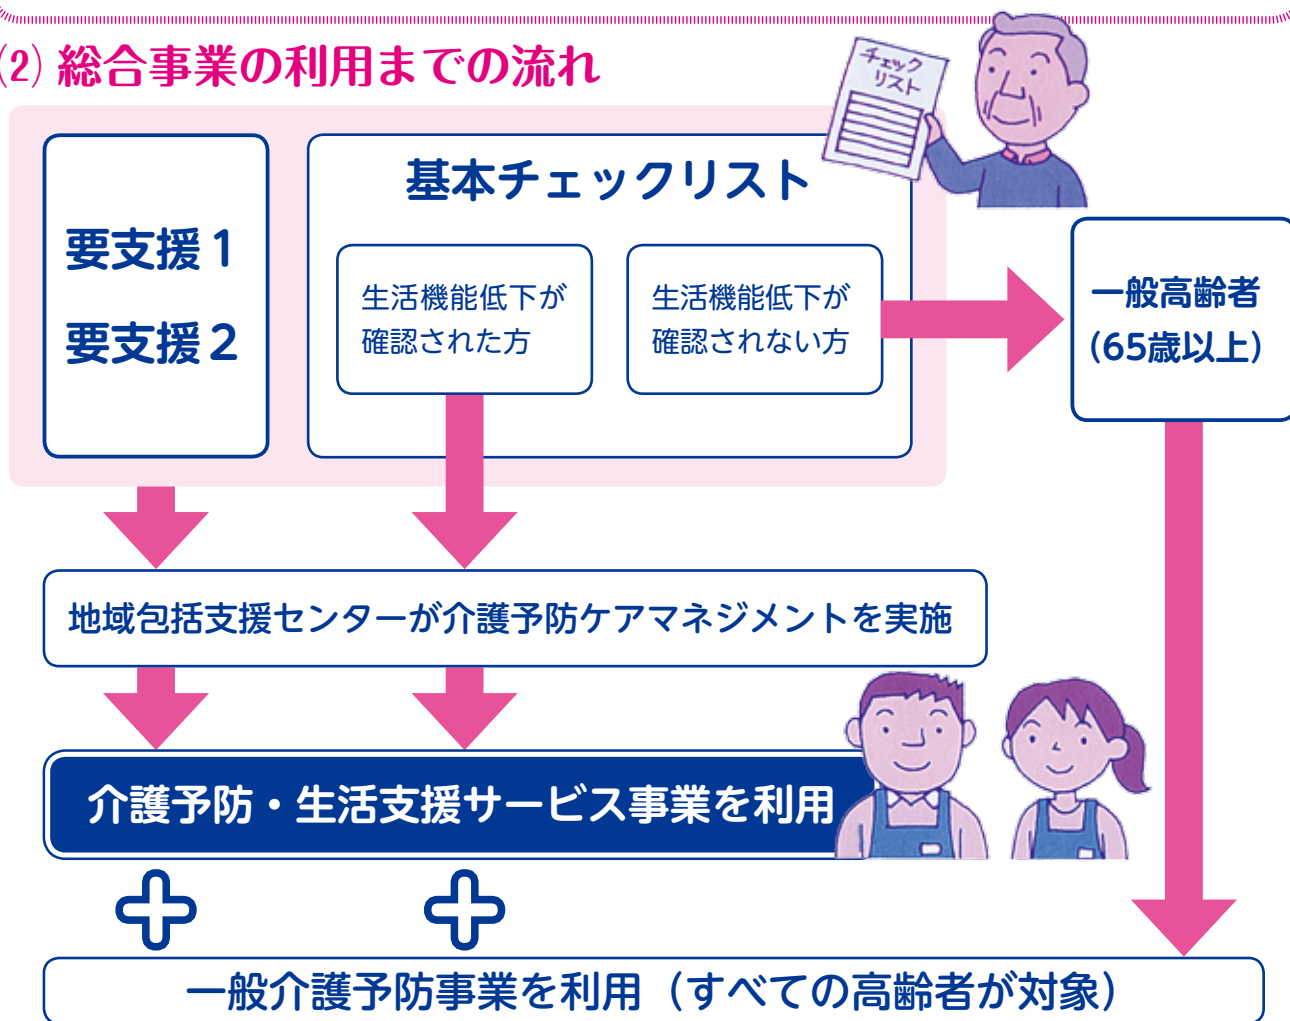 (2) 総合事業の利用までの流れ
チェック
リスト
要支援１
要支援２
基本チェックリスト
生活機能低下が
確認された方
生活機能低下が
確認されない方
一般高齢者
(65歳以上)
地域包括支援センターが介護予防ケアマネジメントを実施
介護予防・生活支援サービス事業を利用
一般介護予防事業を利用（すべての高齢者が対象）